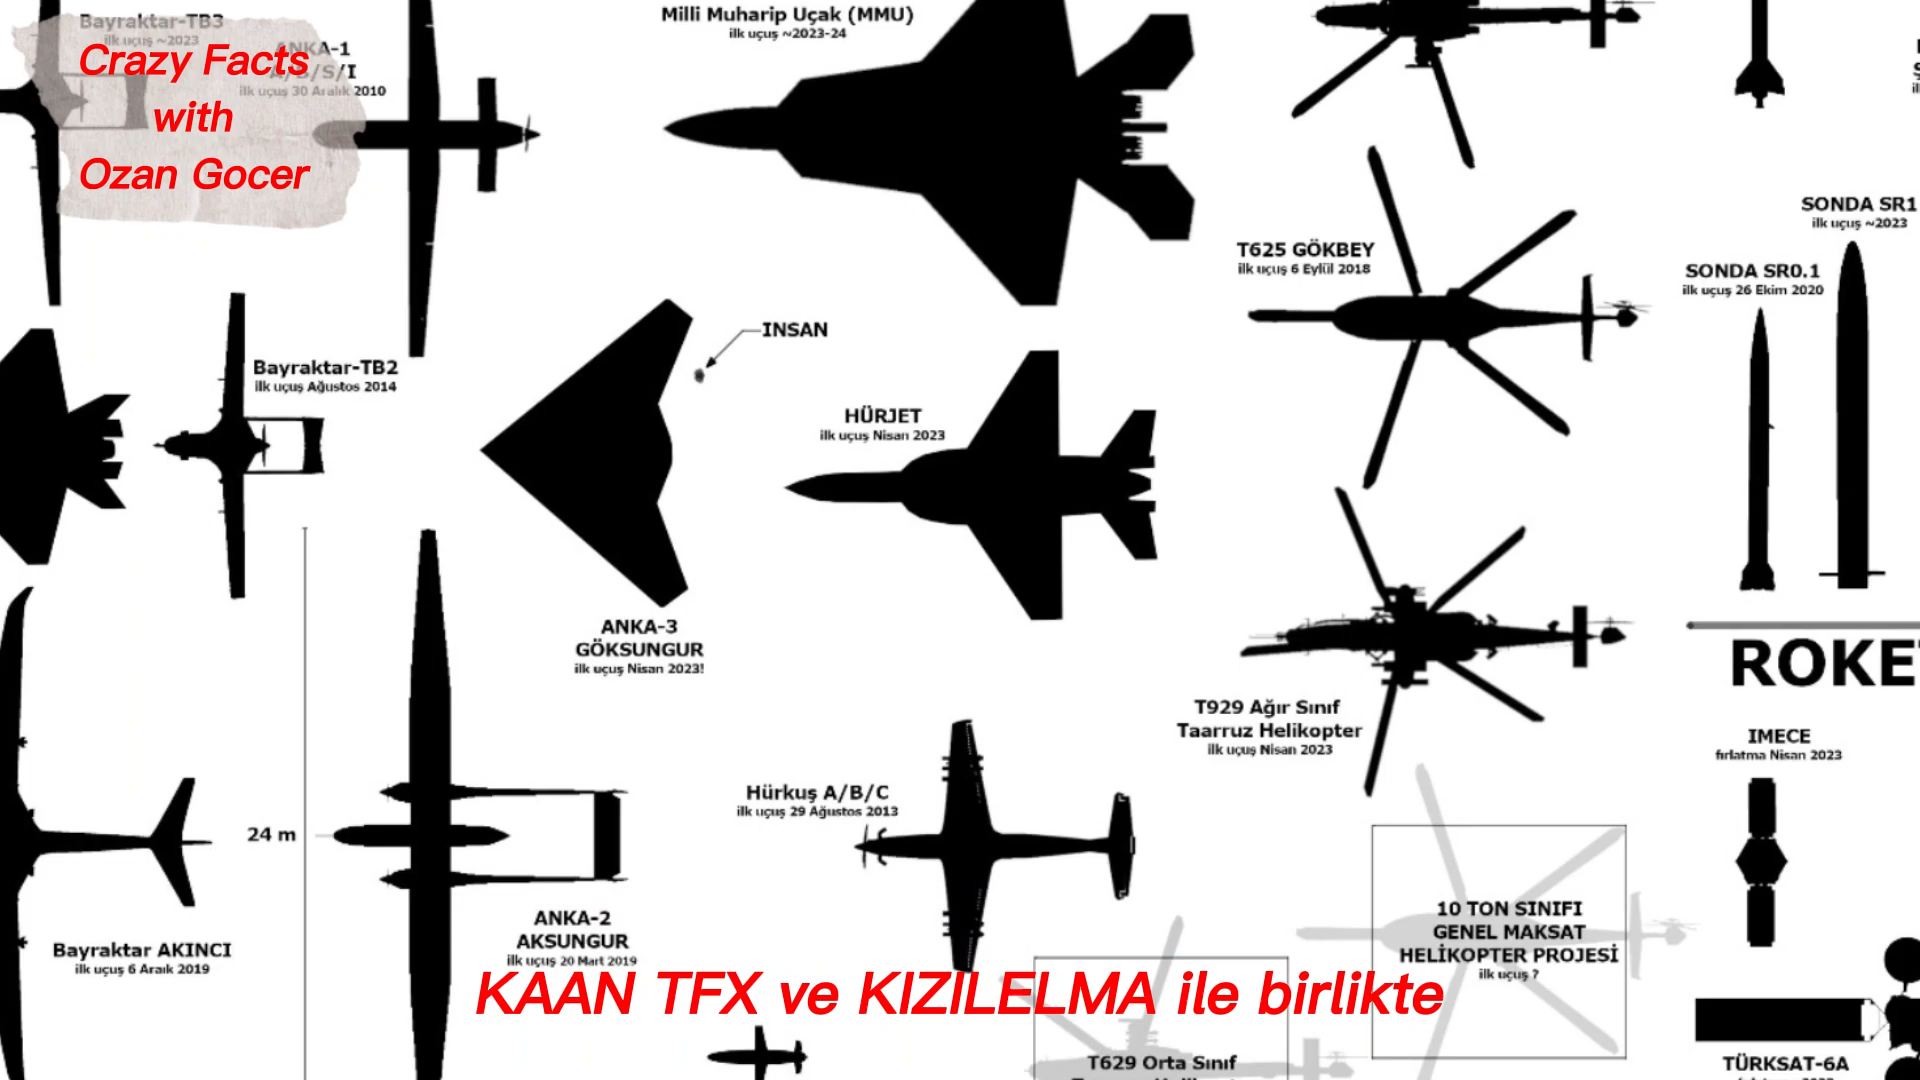 Bayraktar-TB3
ilk uçuş ~2023
Crazy Facts
with
Ozan Gocer
ANKA-1
A/B/S/I
ilk uçuş 30 Aralık 2010
Milli Muharip Uçak (MMU)
ilk uçuş ~2023-24
T625 GÖKBEY
ilk uçuş 6 Eylül 2018
SONDA SR1
ilk uçuş ~2023
SONDA SR0.1
ilk uçuş 26 Ekim 2020
INSAN
Bayraktar-TB2
ilk uçuş Ağustos 2014
HÜRJET
ilk uçuş Nisan 2023
ANKA-3
GÖKSUNGUR
ilk uçuş Nisan 2023!
ROKET
T929 Ağır Sınıf
Taarruz Helikopter
ilk uçuş Nisan 2023
IMECE
fırlatma Nisan 2023
Hürkuş A/B/C
ilk uçuş 29 Ağustos 2013
24 m
Bayraktar AKINCI
ilk uçuş 6 Aralık 2019
ANKA-2
AKSUNGUR
ilk uçuş 20 Mart 2019
10 TON SINIFI
GENEL MAKSAT
HELİKOPTER PROJESİ
ilk uçuş ?
KAAN TFX ve KIZILELMA ile birlikte
T629 Orta Sınıf
TÜRKSAT-6A